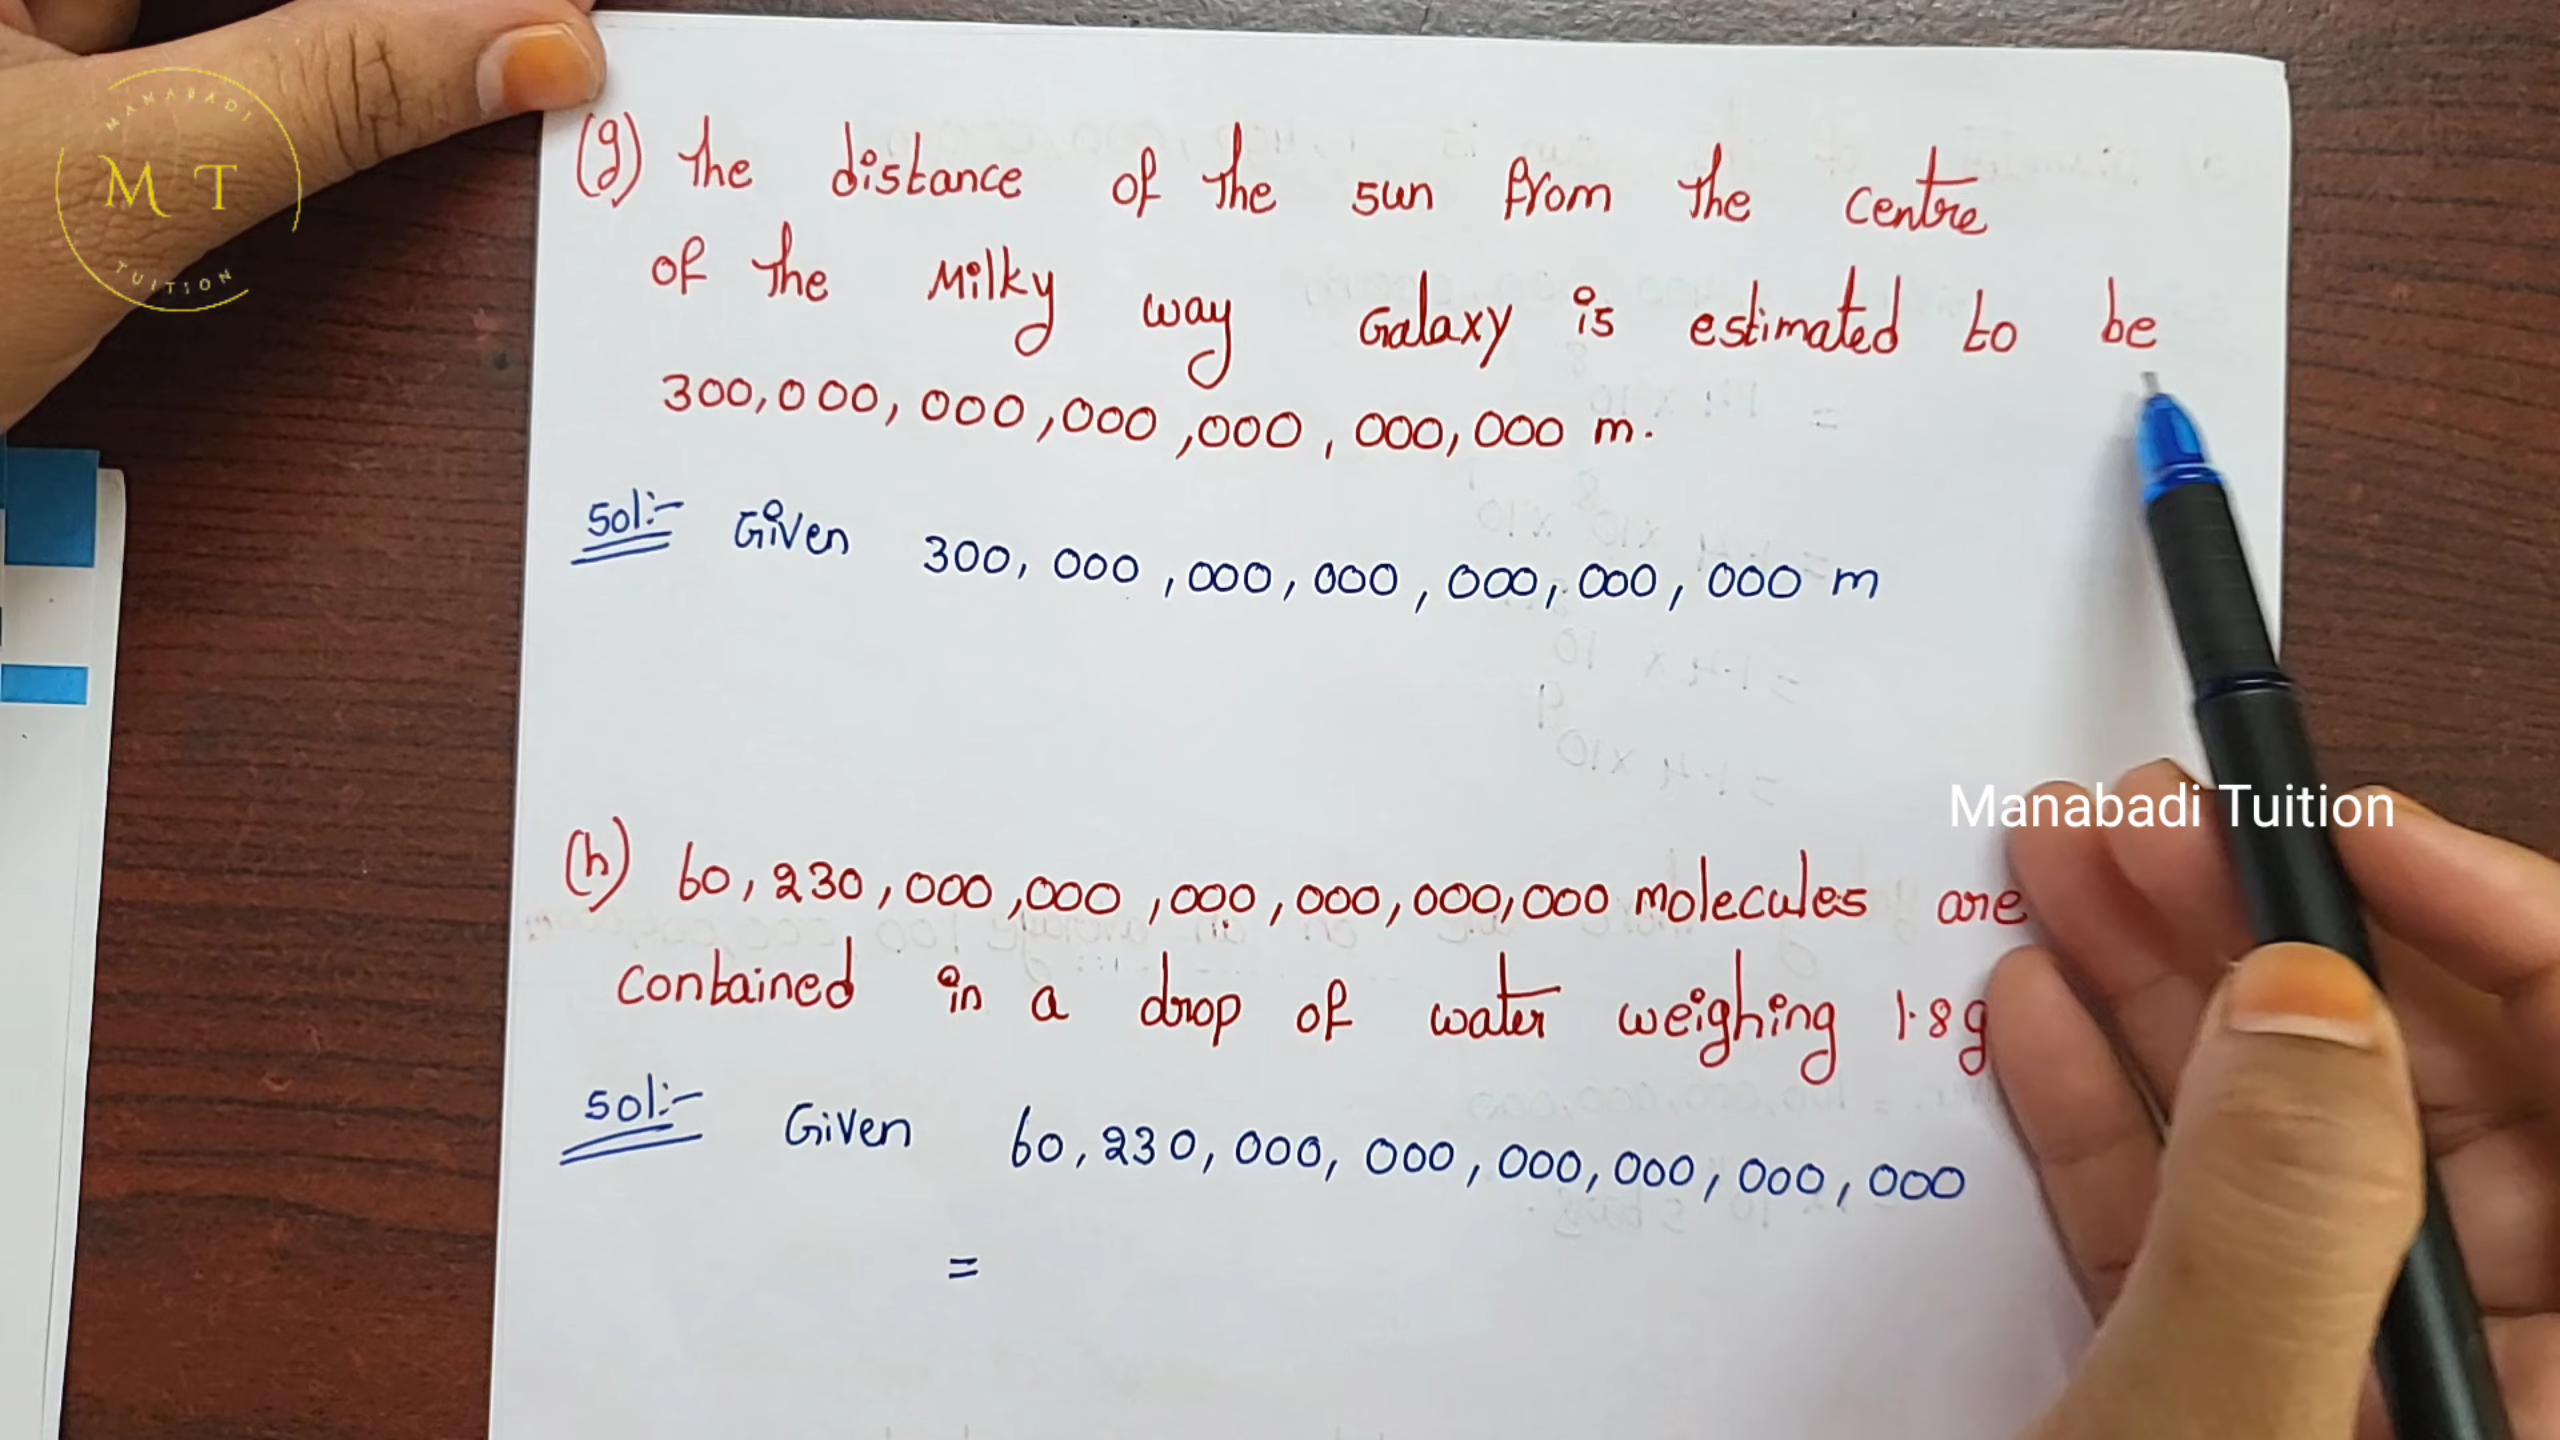 MANABADI
M T
TUITION
(g) The distance of the sun from the centre
of the Milky way Galaxy is estimated to be
300,000,000,000,000,000,000 m.
Sol:- Given 300,000,000,000,000,000,000 m
Manabadi Tuition
(h) 60,230,000,000,000,000,000,000 molecules are
contained in a drop of water weighing 1.8g
Sol:- Given 60,230,000,000,000,000,000,000
=